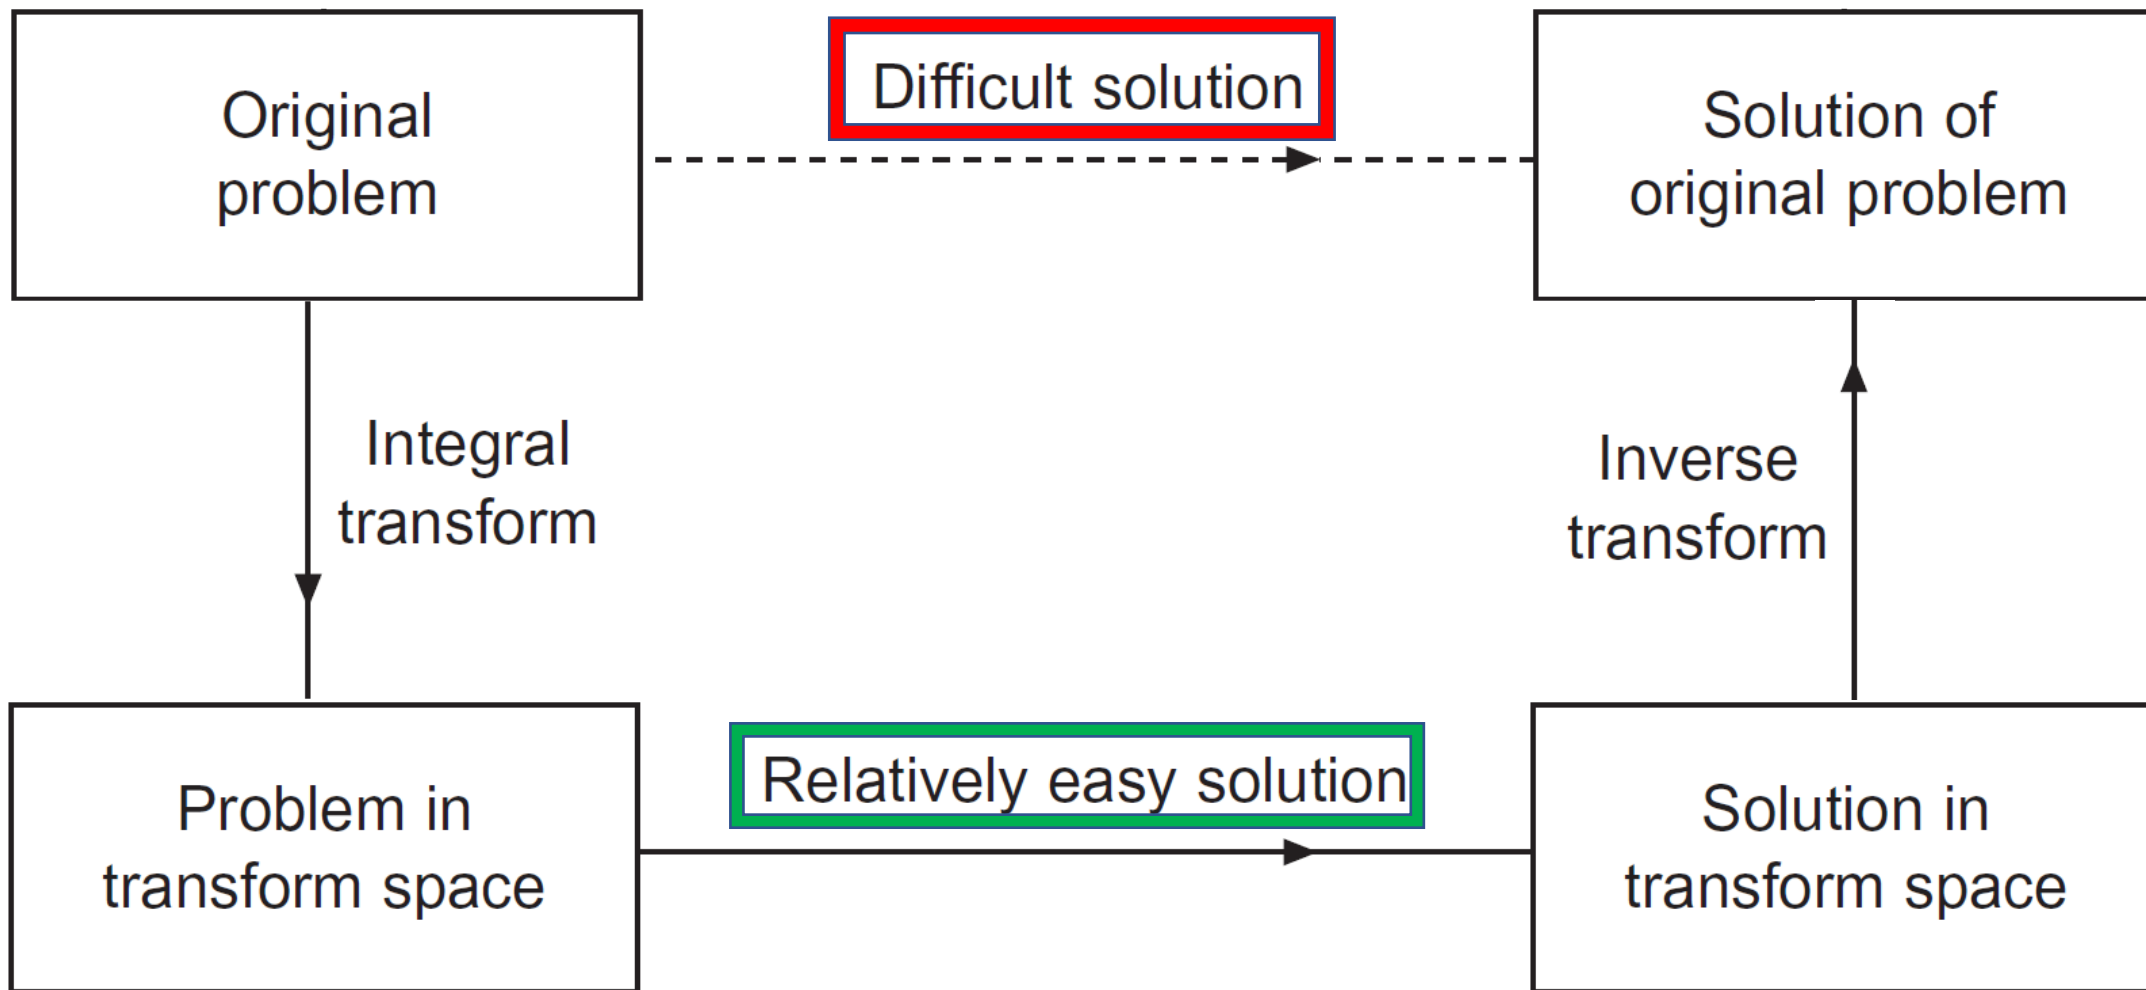 Original
problem
Difficult solution
Solution of
original problem
Integral
transform
Inverse
transform
Problem in
transform space
Relatively easy solution
Solution in
transform space